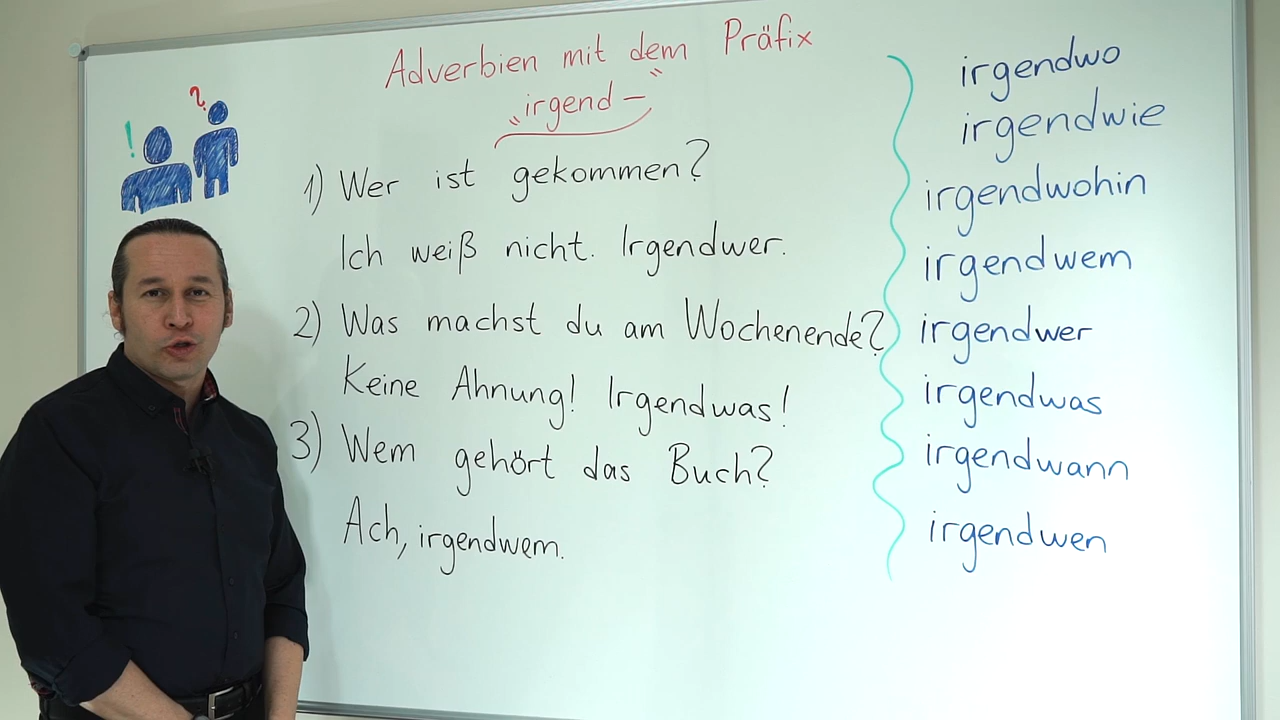 Adverbien mit dem Präfix
„irgend-“
1) Wer ist gekommen?
Ich weiß nicht. Irgendwer.
2) Was machst du am Wochenende?
Keine Ahnung! Irgendwas!
3) Wem gehört das Buch?
Ach, irgendwem.
irgendwo
irgendwie
irgendwohin
irgendwem
irgendwer
irgendwas
irgendwann
irgendwen
! ?